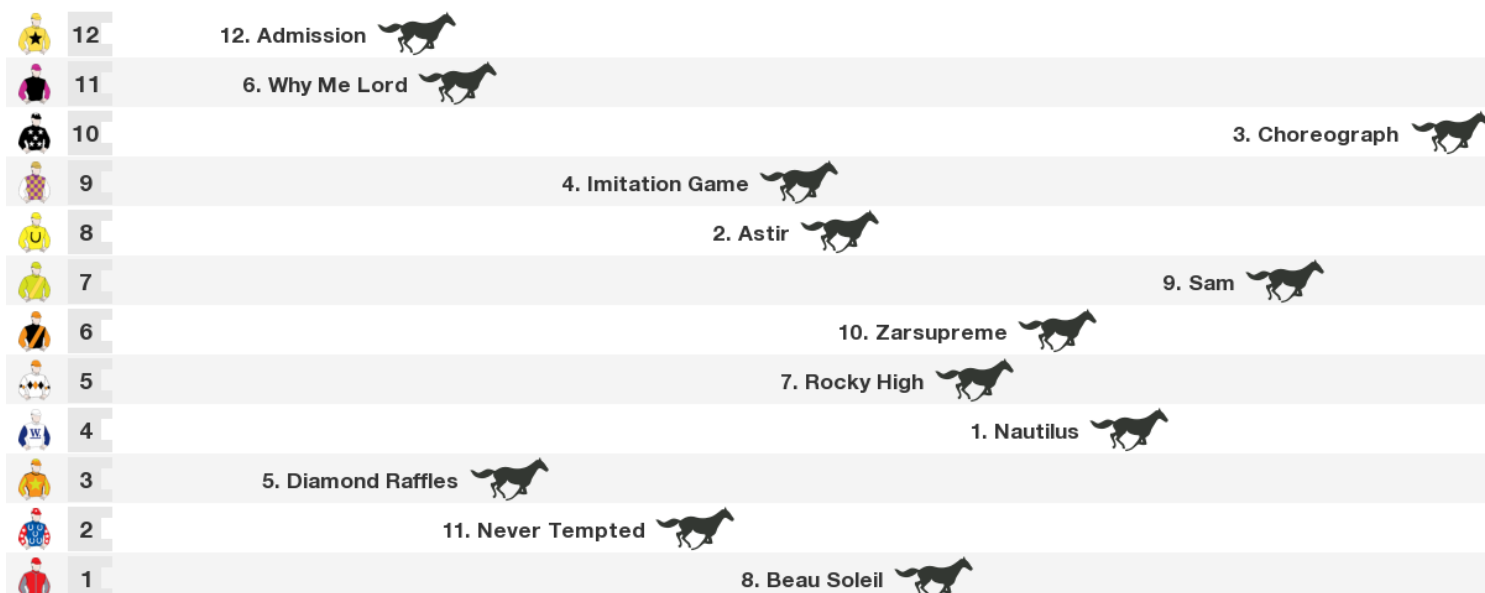 12 12. Admission
11 6. Why Me Lord
10 3. Choreograph
9 4. Imitation Game
U 8 2. Astir
7 9. Sam
6 10. Zarsupreme
5 7. Rocky High
W 4 1. Nautilus
3 5. Diamond Raffles
2 11. Never Tempted
1 8. Beau Soleil